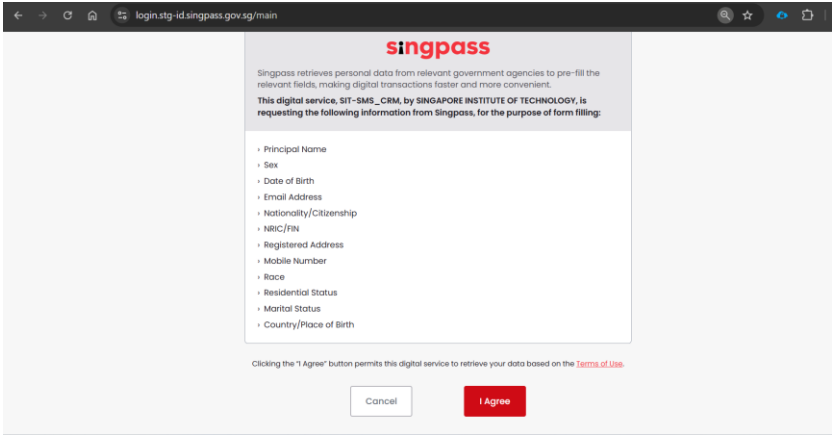 login.stg-id.singpass.gov.sg/main
singpass
Singpass retrieves personal data from relevant government agencies to pre-fill the
relevant fields, making digital transactions faster and more convenient.
This digital service, SIT-SMS_CRM, by SINGAPORE INSTITUTE OF TECHNOLOGY, is
requesting the following information from Singpass, for the purpose of form filling:
› Principal Name
› Sex
› Date of Birth
› Email Address
› Nationality/Citizenship
› NRIC/FIN
› Registered Address
› Mobile Number
› Race
› Residential Status
› Marital Status
› Country/Place of Birth
Clicking the "I Agree" button permits this digital service to retrieve your data based on the Terms of Use.
Cancel
I Agree